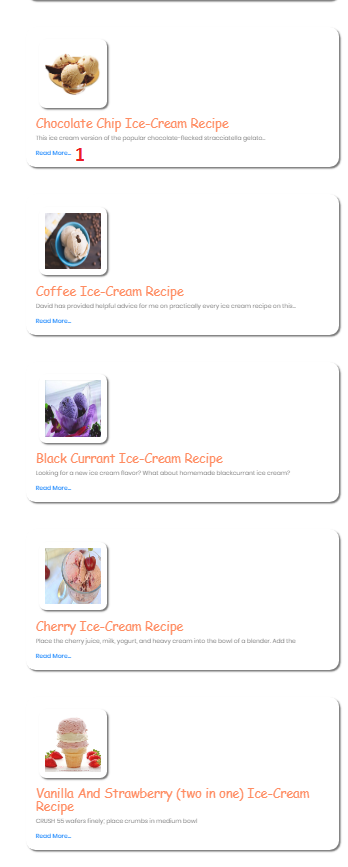 Chocolate Chip Ice-Cream Recipe
This ice cream version of the popular chocolate-flecked stracciatella gelato...
Read More... 1
Coffee Ice-Cream Recipe
David has provided helpful advice for me on practically every ice cream recipe on this...
Read More...
Black Currant Ice-Cream Recipe
Looking for a new ice cream flavor? What about homemade blackcurrant ice cream?
Read More...
Cherry Ice-Cream Recipe
Place the cherry juice, milk, yogurt, and heavy cream into the bowl of a blender. Add the
Read More...
Vanilla And Strawberry (two in one) Ice-Cream
Recipe
CRUSH 55 wafers finely; place crumbs in medium bowl
Read More...